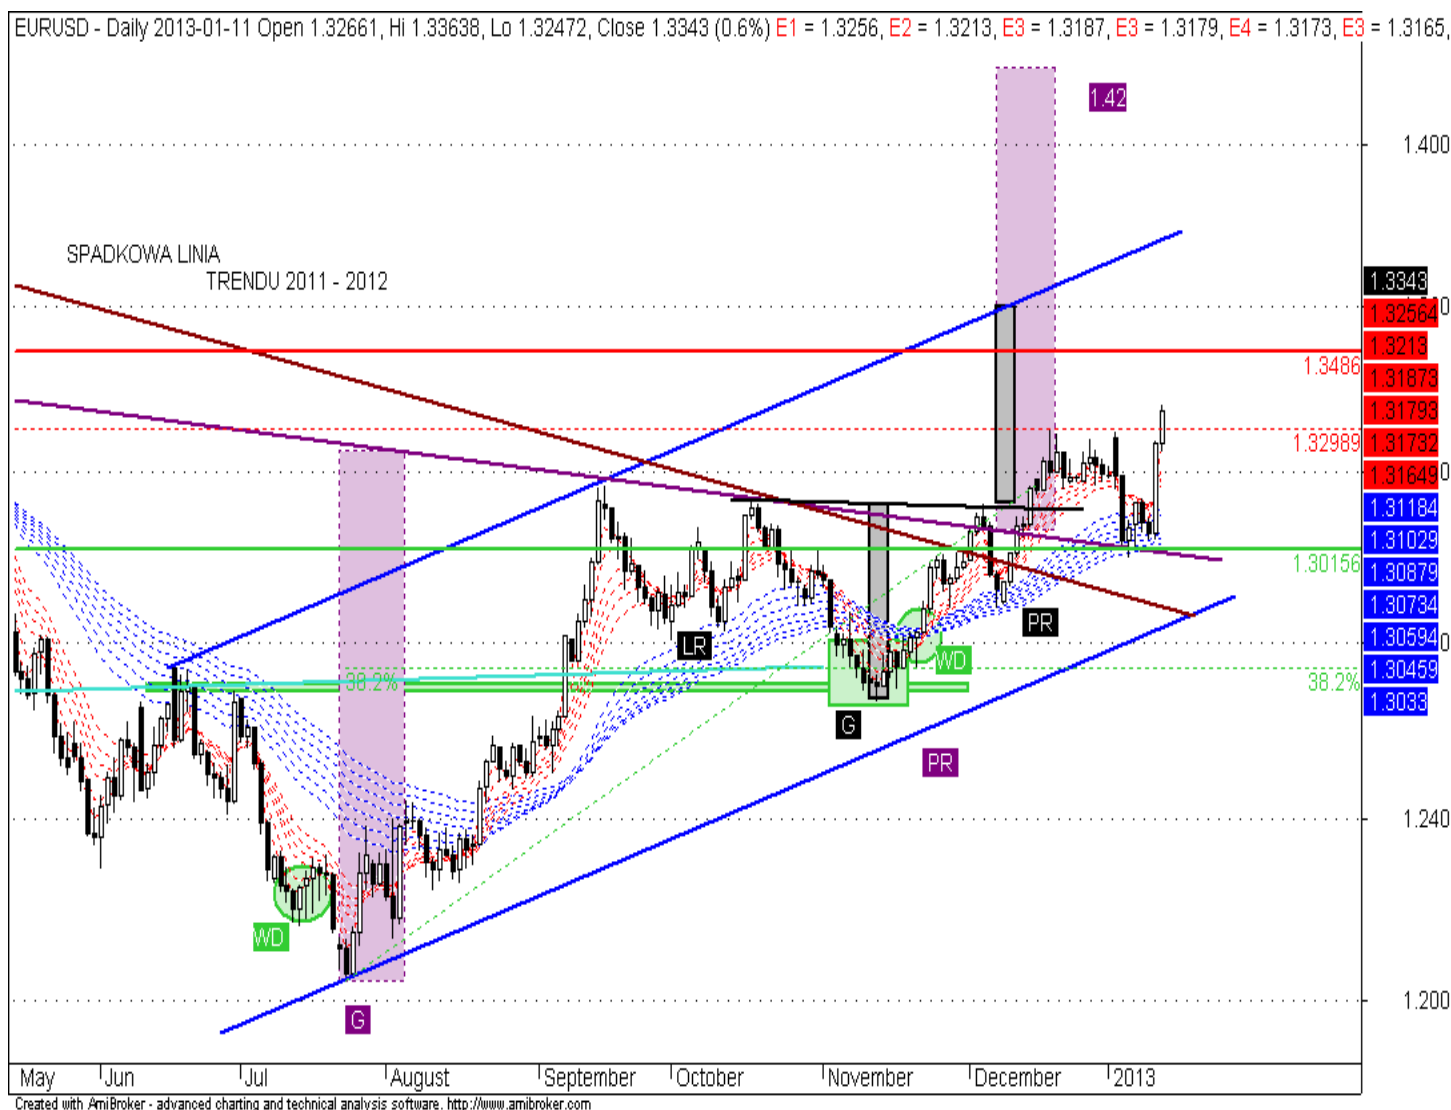 EURUSD - Daily 2013-01-11 Open 1.32661, Hi 1.33638, Lo 1.32472, Close 1.3343 (0.6%) E1 = 1.3256, E2 = 1.3213, E3 = 1.3187, E3 = 1.3179, E4 = 1.3173, E3 = 1.3165,
1.42
1.400
SPADKOWA LINIA
TRENDU 2011 - 2012
1.3343
1.32564
1.3213
1.3486
1.31873
1.31793
1.32989
1.31732
1.31649
1.31184
1.31029
1.30156
1.30879
1.30734
PR
1.30594
LR
WD
1.30459
38.2%
38.2%
1.3033
G
PR
1.240
WD
1.200
G
May
Jun
Jul
August
September
October
November
December
2013
Created with AmiBroker - advanced charting and technical analysis software. http://www.amibroker.com